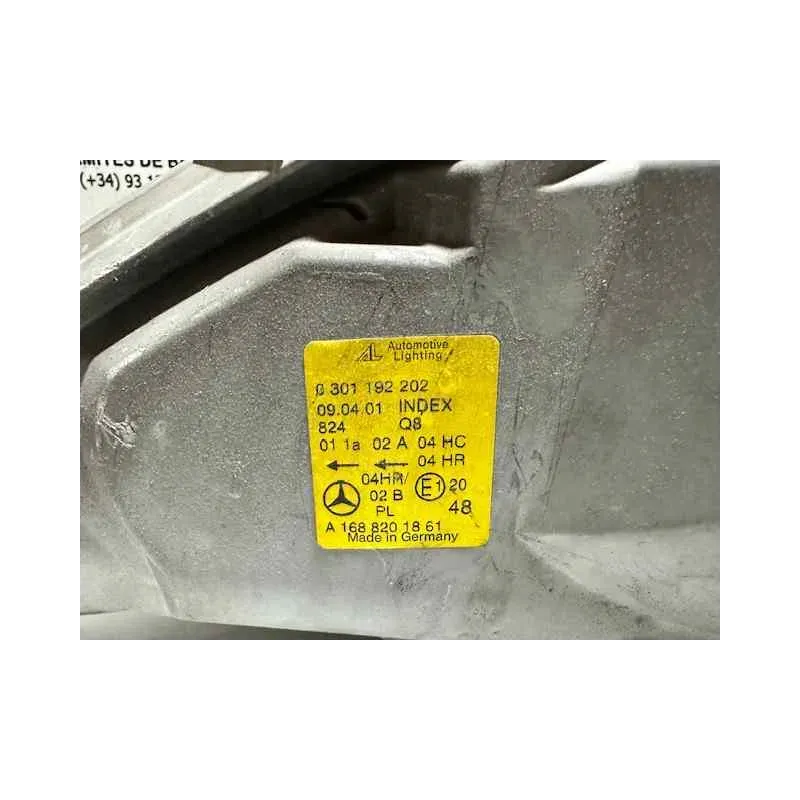 DE
(+34) 93
Automotive
Lighting
0 301 192 202
09.04.01 INDEX
824 Q8
01 1a 02 A 04 HC
04 HR
04HR/
02 B E1 20
PL 48
A 168 820 18 61
Made in Germany